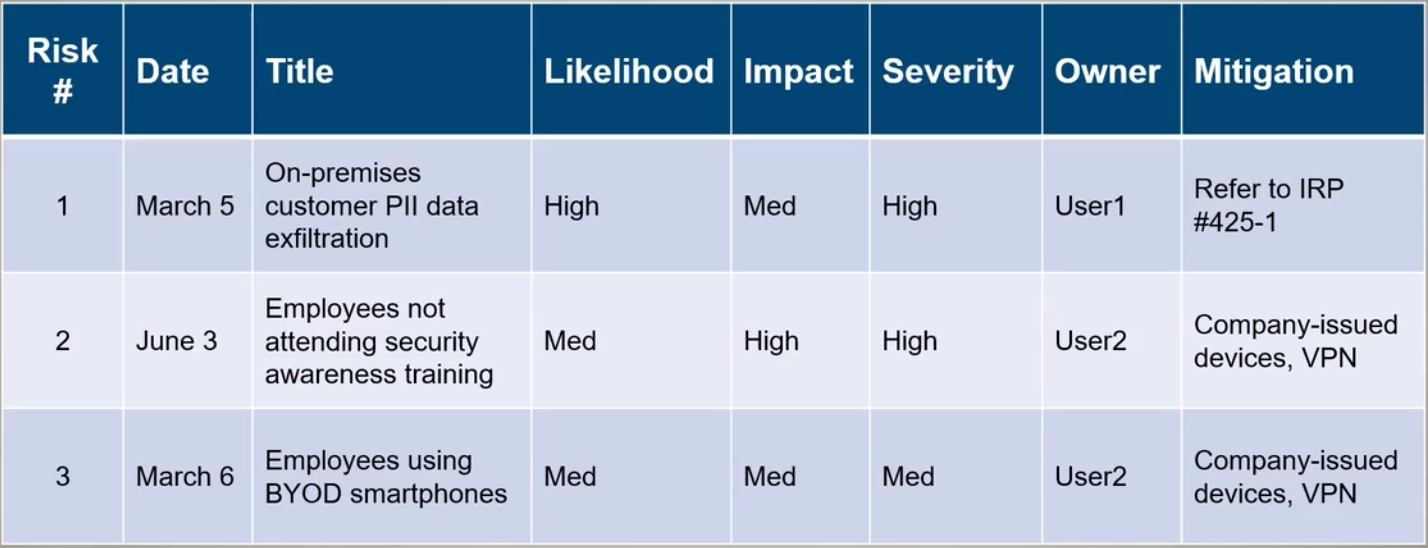 Risk #	Date	Title	Likelihood	Impact	Severity	Owner	Mitigation
1	March 5	On-premises customer PII data exfiltration	High	Med	High	User1	Refer to IRP #425-1
2	June 3	Employees not attending security awareness training	Med	High	High	User2	Company-issued devices, VPN
3	March 6	Employees using BYOD smartphones	Med	Med	Med	User2	Company-issued devices, VPN